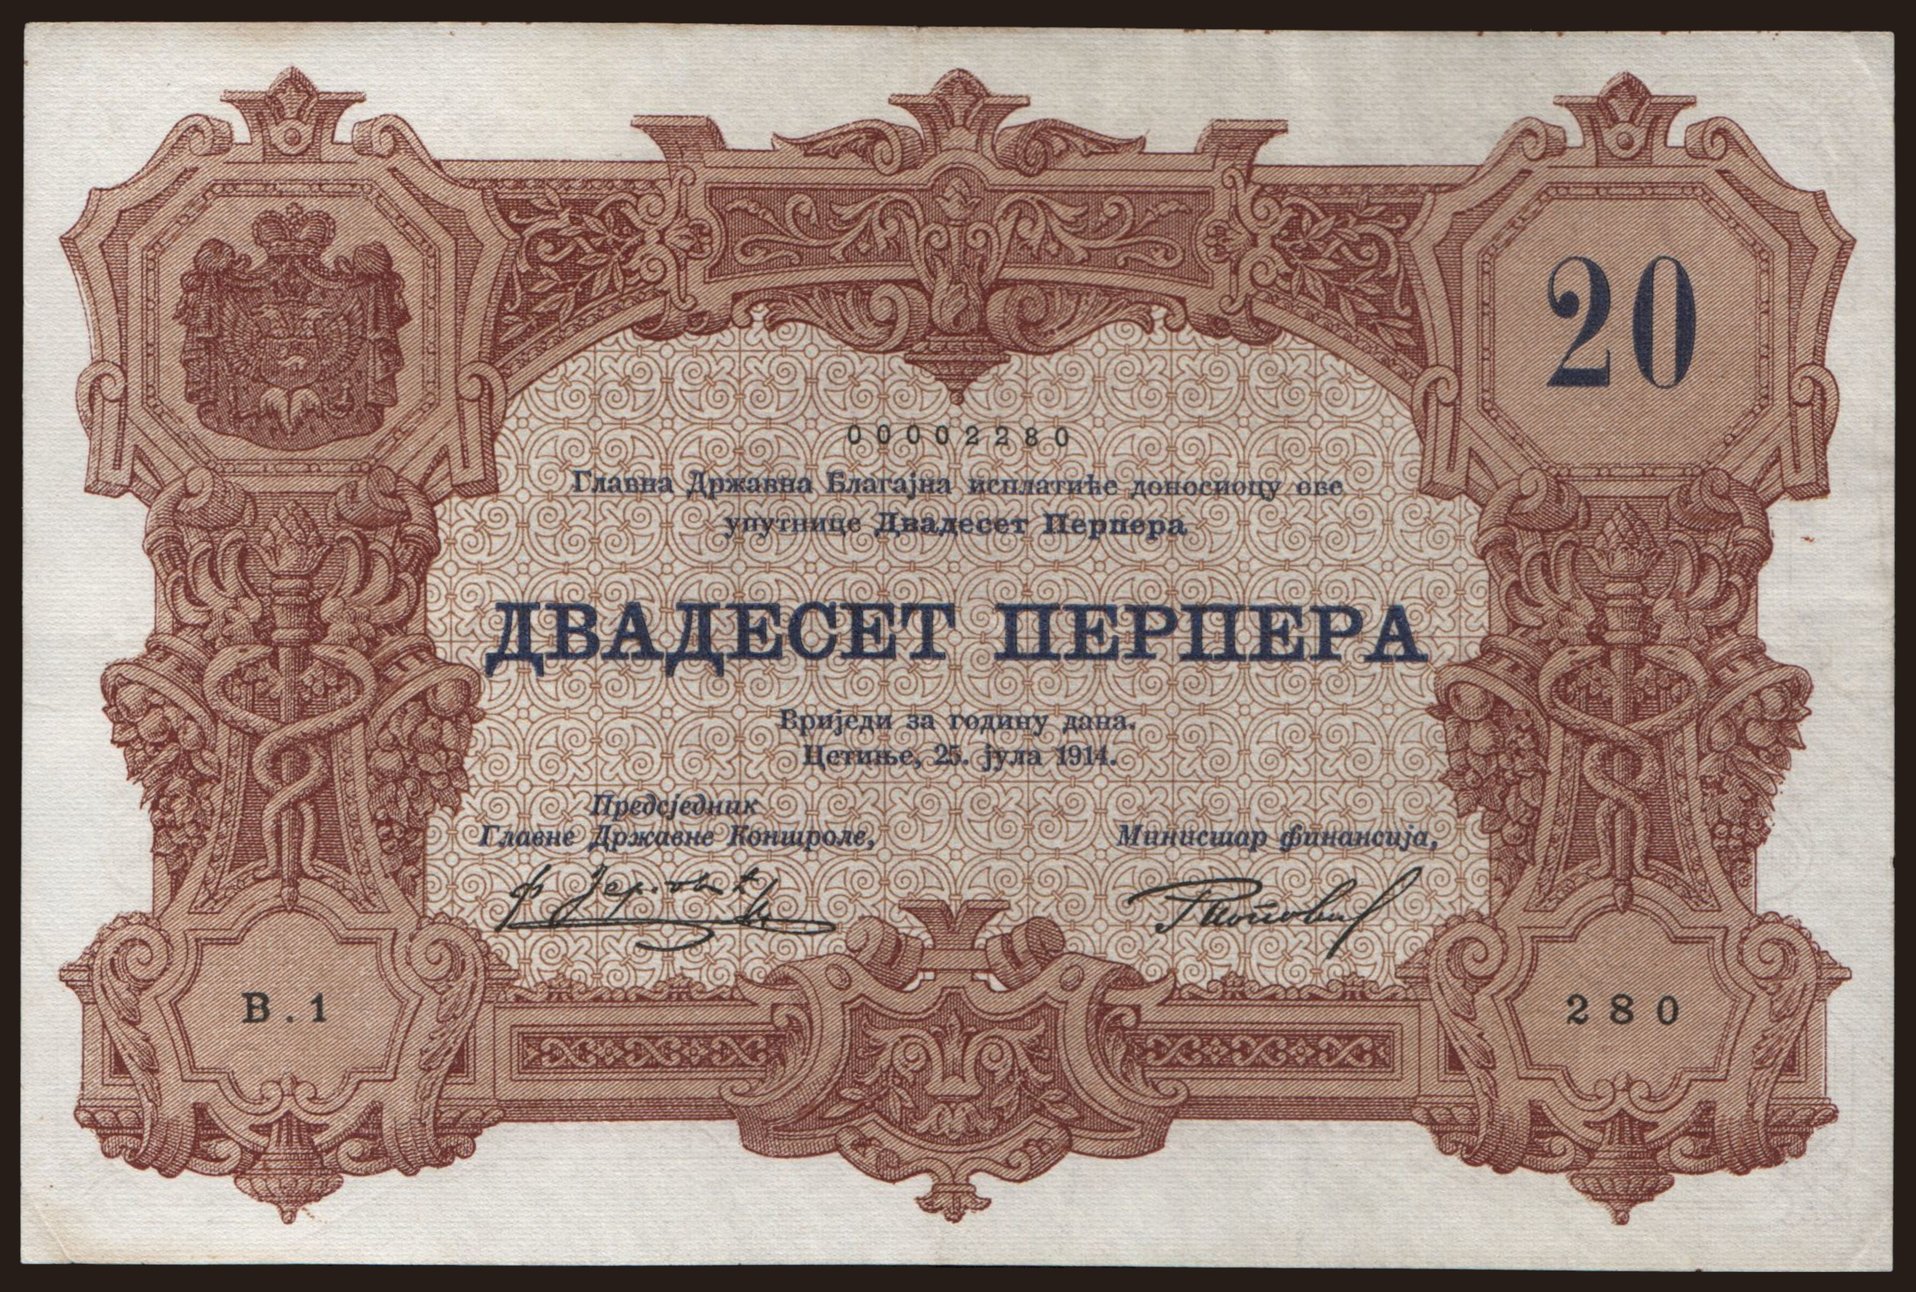 20
00002280
Главна Државна Благајна исплатиће доносиоцу ове
упутнице Двадесет Перпера
ДВАДЕСЕТ ПЕРПЕРА
Вриједи за годину дана.
Цетиње, 25. јула 1914.
Предсједник
Главне Државне Контроле,
Министар финансија,
В.1
280